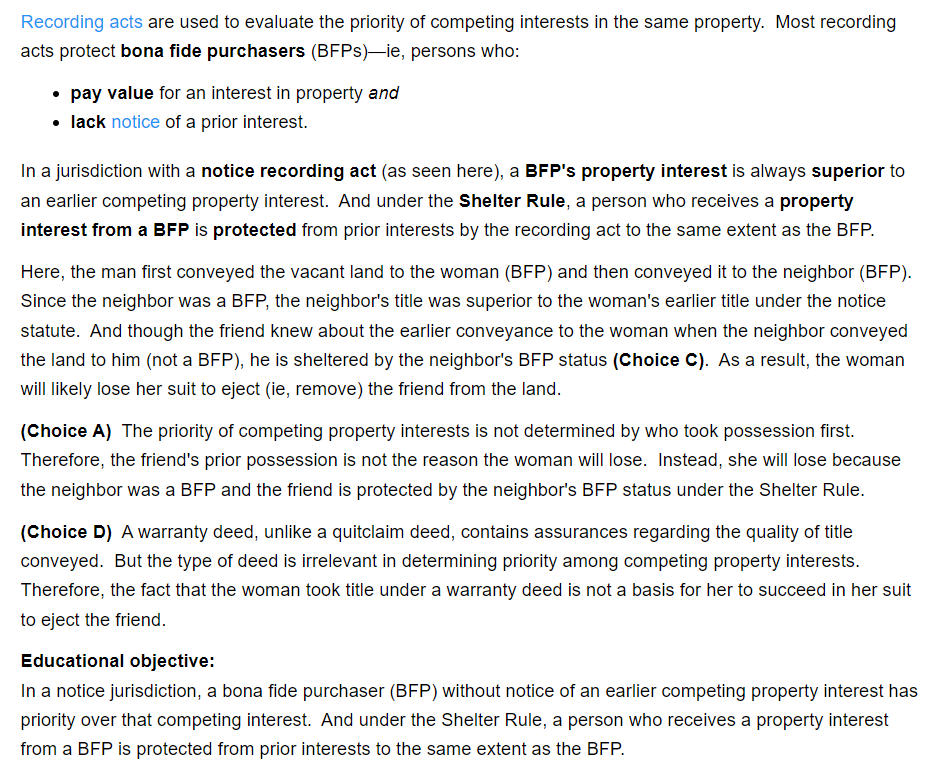 Recording acts are used to evaluate the priority of competing interests in the same property.  Most recording
acts protect bona fide purchasers (BFPs)—ie, persons who:
• pay value for an interest in property and
• lack notice of a prior interest.
In a jurisdiction with a notice recording act (as seen here), a BFP's property interest is always superior to
an earlier competing property interest.  And under the Shelter Rule, a person who receives a property
interest from a BFP is protected from prior interests by the recording act to the same extent as the BFP.
Here, the man first conveyed the vacant land to the woman (BFP) and then conveyed it to the neighbor (BFP).
Since the neighbor was a BFP, the neighbor's title was superior to the woman's earlier title under the notice
statute.  And though the friend knew about the earlier conveyance to the woman when the neighbor conveyed
the land to him (not a BFP), he is sheltered by the neighbor's BFP status (Choice C).  As a result, the woman
will likely lose her suit to eject (ie, remove) the friend from the land.
(Choice A)  The priority of competing property interests is not determined by who took possession first.
Therefore, the friend's prior possession is not the reason the woman will lose.  Instead, she will lose because
the neighbor was a BFP and the friend is protected by the neighbor's BFP status under the Shelter Rule.
(Choice D)  A warranty deed, unlike a quitclaim deed, contains assurances regarding the quality of title
conveyed.  But the type of deed is irrelevant in determining priority among competing property interests.
Therefore, the fact that the woman took title under a warranty deed is not a basis for her to succeed in her suit
to eject the friend.
Educational objective:
In a notice jurisdiction, a bona fide purchaser (BFP) without notice of an earlier competing property interest has
priority over that competing interest.  And under the Shelter Rule, a person who receives a property interest
from a BFP is protected from prior interests to the same extent as the BFP.